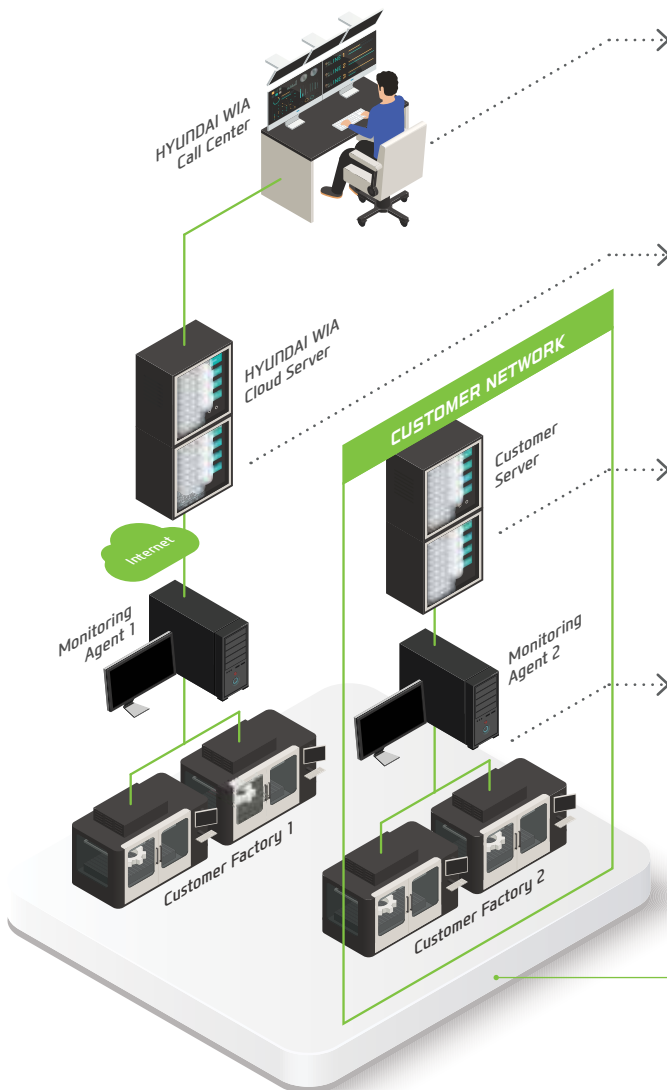 HYUNDAI WIA
Call Center
HYUNDAI WIA
Cloud Server
CUSTOMER NETWORK
Customer
Server
Internet
Monitoring
Agent 1
Monitoring
Agent 2
Customer Factory 1
Customer Factory 2